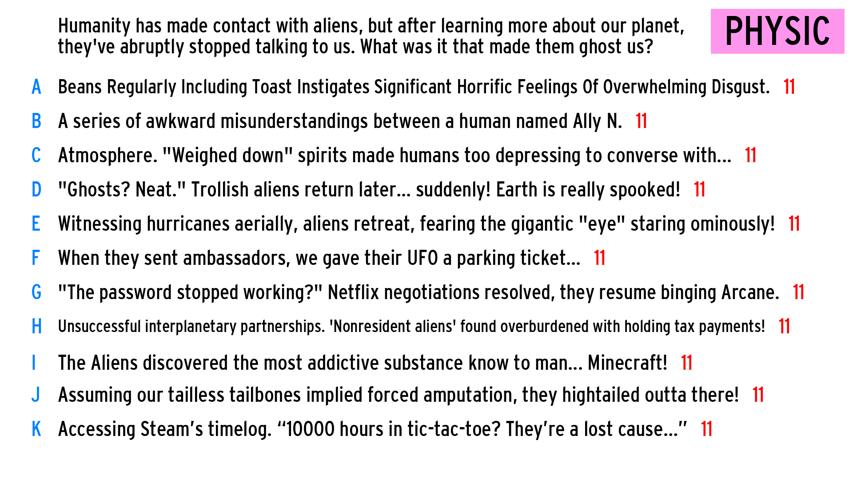 Humanity has made contact with aliens, but after learning more about our planet,
they've abruptly stopped talking to us. What was it that made them ghost us?
PHYSIC
A Beans Regularly Including Toast Instigates Significant Horrific Feelings Of Overwhelming Disgust. 11
B A series of awkward misunderstandings between a human named Ally N. 11
C Atmosphere. "Weighed down" spirits made humans too depressing to converse with... 11
D "Ghosts? Neat." Trollish aliens return later... suddenly! Earth is really spooked! 11
E Witnessing hurricanes aerially, aliens retreat, fearing the gigantic "eye" staring ominously! 11
F When they sent ambassadors, we gave their UFO a parking ticket... 11
G "The password stopped working?" Netflix negotiations resolved, they resume binging Arcane. 11
H Unsuccessful interplanetary partnerships. 'Nonresident aliens' found overburdened with holding tax payments! 11
I The Aliens discovered the most addictive substance know to man... Minecraft! 11
J Assuming our tailless tailbones implied forced amputation, they hightailed outta there! 11
K Accessing Steam’s timelog. “10000 hours in tic-tac-toe? They’re a lost cause...” 11